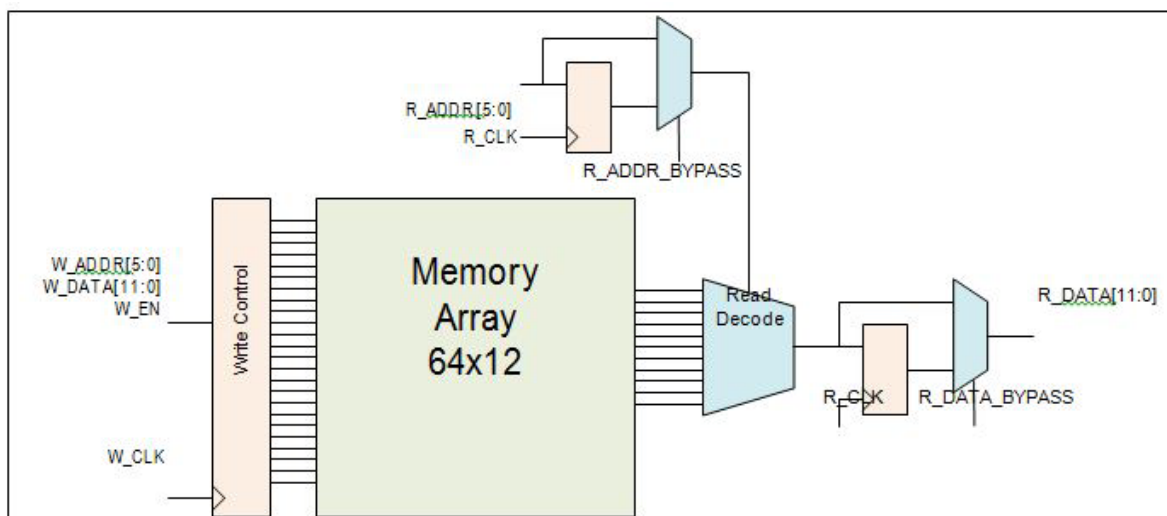 R_ADDR[5:0]
R_CLK
R_ADDR_BYPASS
W_ADDR[5:0]
W_DATA[11:0]
W_EN
W_CLK
Write Control
Memory
Array
64x12
Read
Decode
R_DATA[11:0]
R_CLK
R_DATA_BYPASS